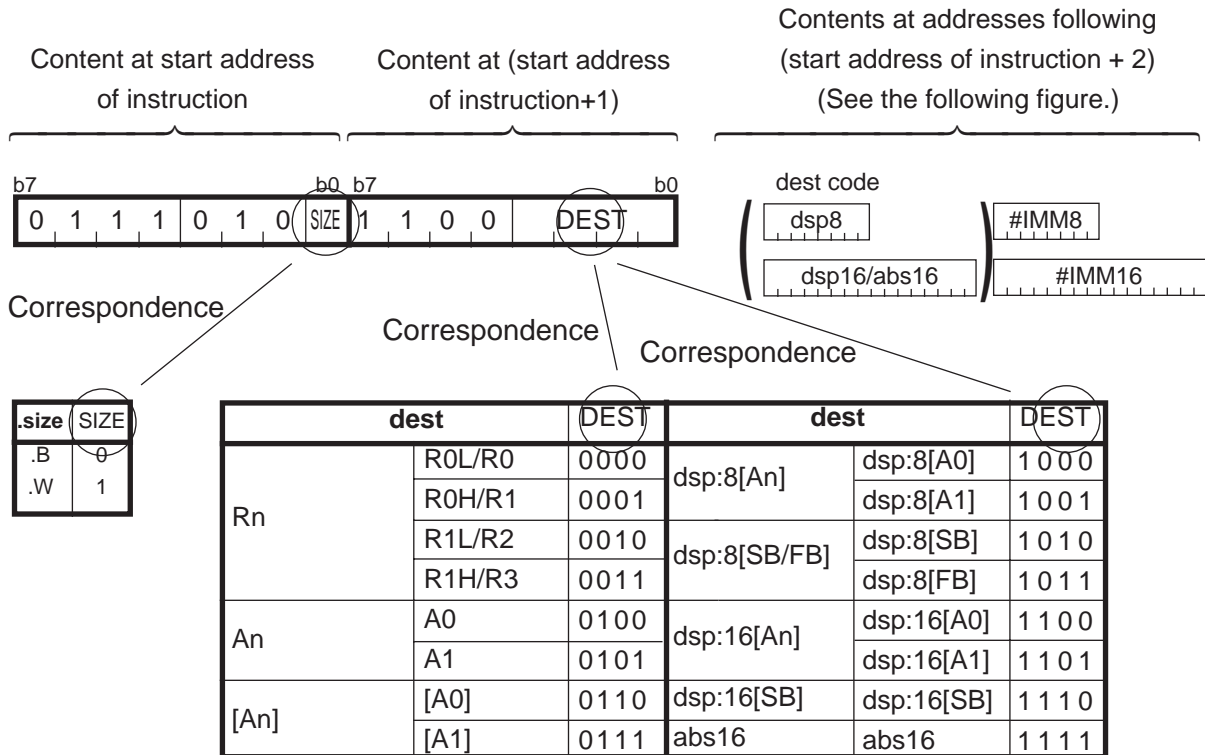 Content at start address
of instruction
Content at (start address
of instruction+1)
Contents at addresses following
(start address of instruction + 2)
(See the following figure.)
b7 b0 b7 b0
0 1 1 1 0 1 0 SIZE 1 1 0 0 DEST
dest code
( dsp8 ) #IMM8
dsp16/abs16 #IMM16
Correspondence
Correspondence
Correspondence
.size SIZE
.B 0
.W 1
dest DEST dest DEST
Rn R0L/R0 0000 dsp:8[An] dsp:8[A0] 1000
R0H/R1 0001 dsp:8[A1] 1001
R1L/R2 0010 dsp:8[SB/FB] dsp:8[SB] 1010
R1H/R3 0011 dsp:8[FB] 1011
An A0 0100 dsp:16[An] dsp:16[A0] 1100
A1 0101 dsp:16[A1] 1101
[An] [A0] 0110 dsp:16[SB] dsp:16[SB] 1110
[A1] 0111 abs16 abs16 1111